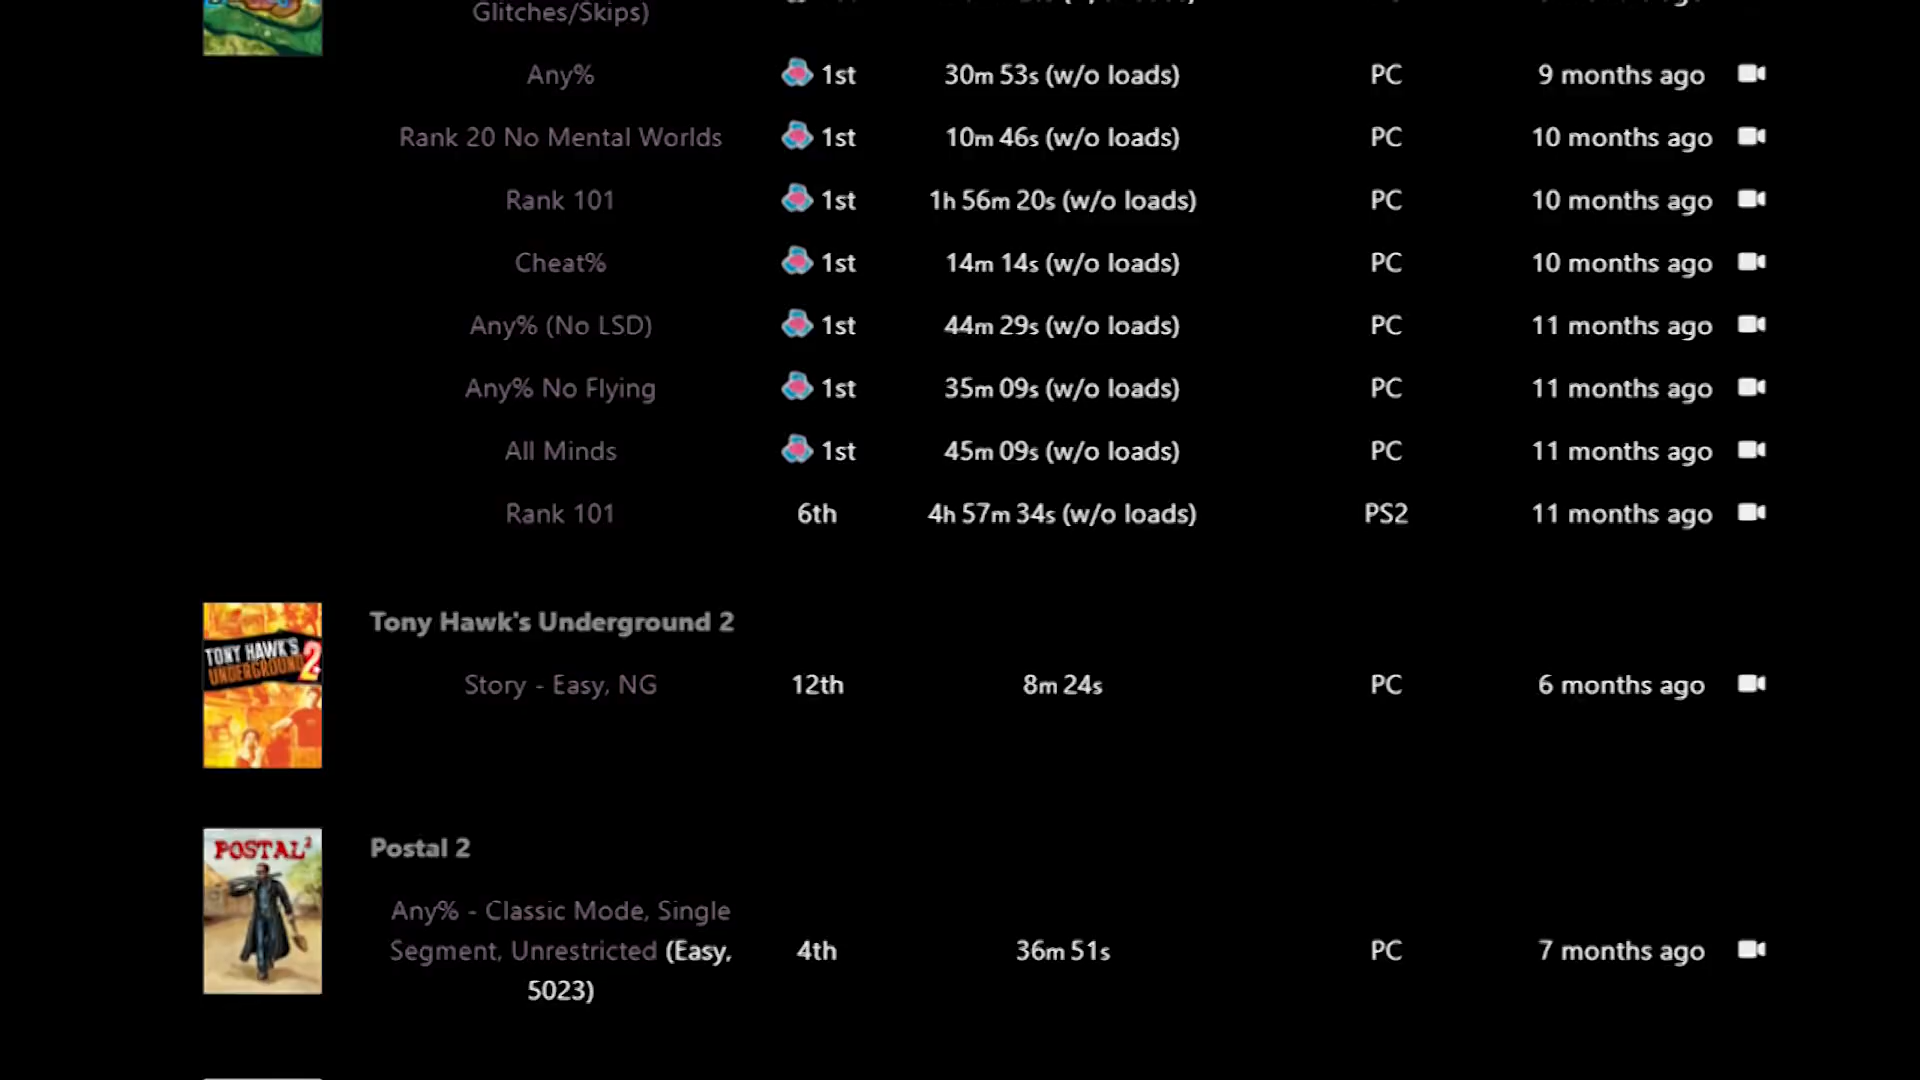 Glitches/Skips)
Any% 1st 30m 53s (w/o loads) PC 9 months ago
Rank 20 No Mental Worlds 1st 10m 46s (w/o loads) PC 10 months ago
Rank 101 1st 1h 56m 20s (w/o loads) PC 10 months ago
Cheat% 1st 14m 14s (w/o loads) PC 10 months ago
Any% (No LSD) 1st 44m 29s (w/o loads) PC 11 months ago
Any% No Flying 1st 35m 09s (w/o loads) PC 11 months ago
All Minds 1st 45m 09s (w/o loads) PC 11 months ago
Rank 101 6th 4h 57m 34s (w/o loads) PS2 11 months ago
TONY HAWK'S
UNDERGROUND 2
Tony Hawk's Underground 2
Story - Easy, NG 12th 8m 24s PC 6 months ago
POSTAL²
Postal 2
Any% - Classic Mode, Single
Segment, Unrestricted (Easy, 4th 36m 51s PC 7 months ago
5023)